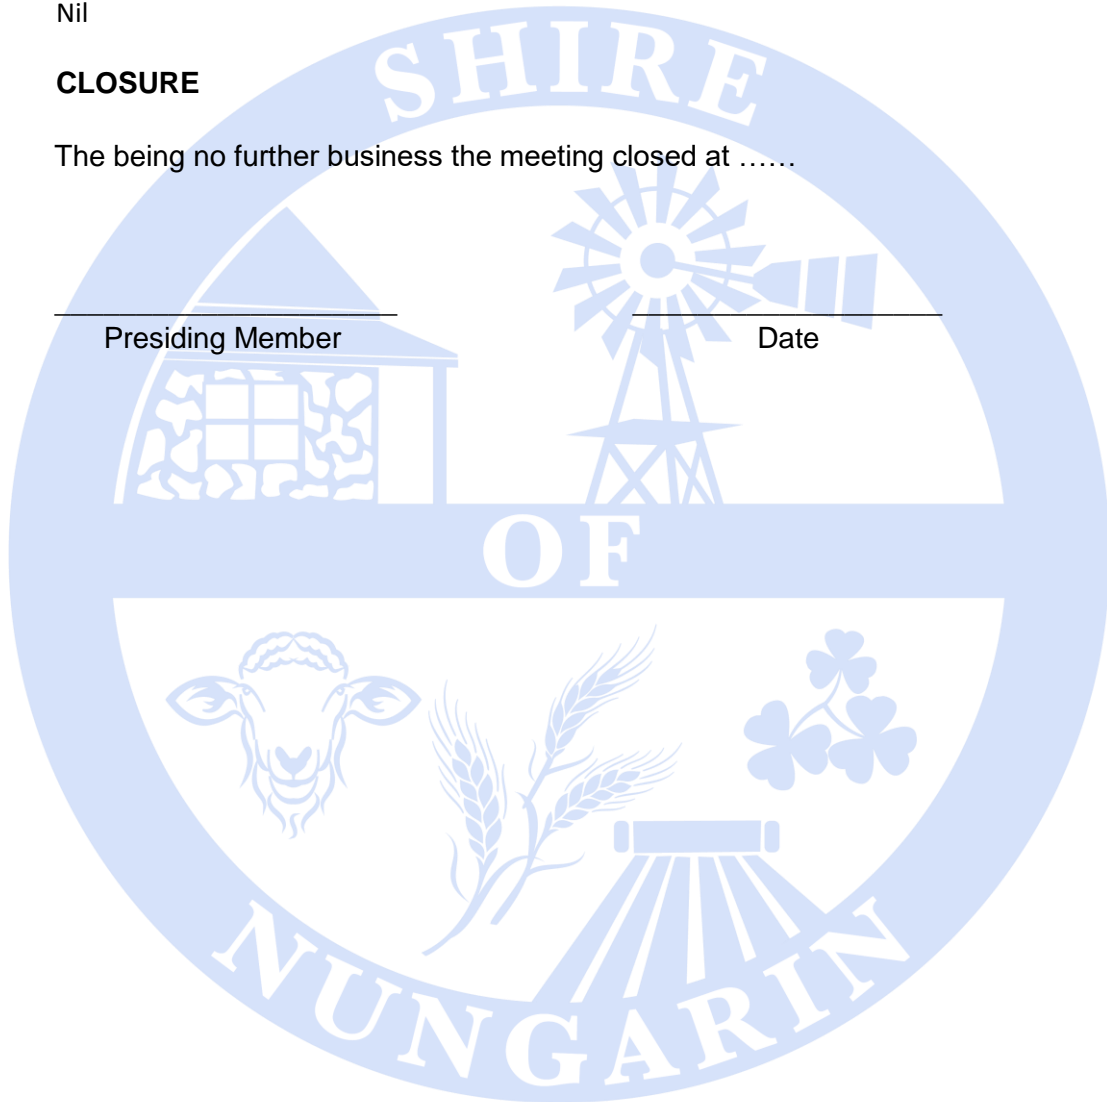 Nil
CLOSURE
The being no further business the meeting closed at ……
Presiding Member
Date
SHIRE
OF
NUNGARIN